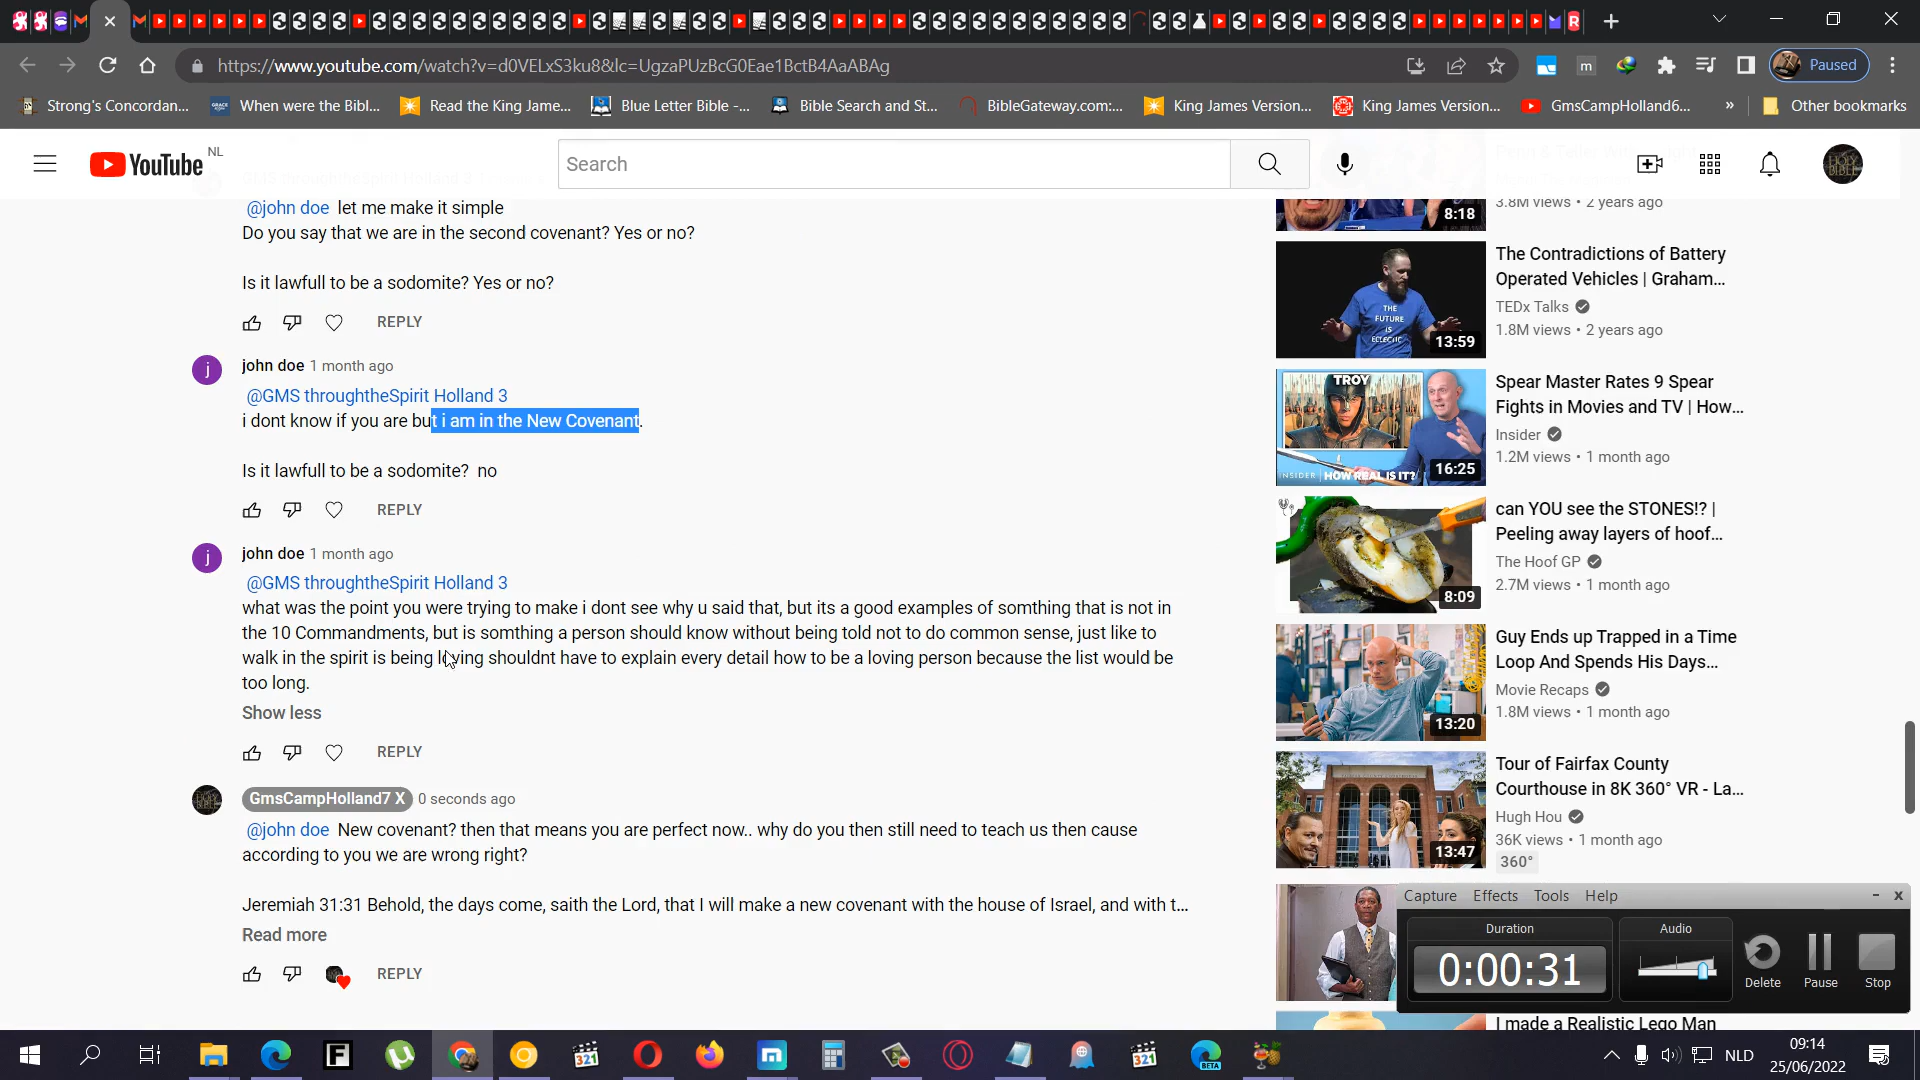 https://www.youtube.com/watch?v=d0VELxS3ku8&lc=UgzaPUzBcG0Eae1BctB4AaABAg
Paused
Strong's Concordan...
When were the Bibl...
Read the King Jame...
Blue Letter Bible -...
Bible Search and St...
BibleGateway.com:...
King James Version...
King James Version...
GmsCampHolland6...
»
Other bookmarks
YouTube NL
Search
@john doe let me make it simple
Do you say that we are in the second covenant? Yes or no?
Is it lawfull to be a sodomite? Yes or no?
REPLY
j
john doe 1 month ago
@GMS throughtheSpirit Holland 3
i dont know if you are but i am in the New Covenant.
Is it lawfull to be a sodomite? no
REPLY
j
john doe 1 month ago
@GMS throughtheSpirit Holland 3
what was the point you were trying to make i dont see why u said that, but its a good examples of somthing that is not in
the 10 Commandments, but is somthing a person should know without being told not to do common sense, just like to
walk in the spirit is being loving shouldnt have to explain every detail how to be a loving person because the list would be
too long.
Show less
REPLY
GmsCampHolland7 X 0 seconds ago
@john doe New covenant? then that means you are perfect now.. why do you then still need to teach us then cause
according to you we are wrong right?
Jeremiah 31:31 Behold, the days come, saith the Lord, that I will make a new covenant with the house of Israel, and with t...
Read more
REPLY
8:18
3.8M views • 2 years ago
THE
FUTURE
IS
ECLECTIC
13:59
The Contradictions of Battery
Operated Vehicles | Graham...
TEDx Talks
1.8M views • 2 years ago
TROY
INSIDER HOW REAL IS IT?
16:25
Spear Master Rates 9 Spear
Fights in Movies and TV | How...
Insider
1.2M views • 1 month ago
8:09
can YOU see the STONES!? |
Peeling away layers of hoof...
The Hoof GP
2.7M views • 1 month ago
13:20
Guy Ends up Trapped in a Time
Loop And Spends His Days...
Movie Recaps
1.8M views • 1 month ago
13:47
Tour of Fairfax County
Courthouse in 8K 360° VR - La...
Hugh Hou
36K views • 1 month ago
360°
I made a Realistic Lego Man
Capture Effects Tools Help
Duration
0:00:31
Audio
Delete
Pause
Stop
321
321
BETA
NLD
09:14
25/06/2022